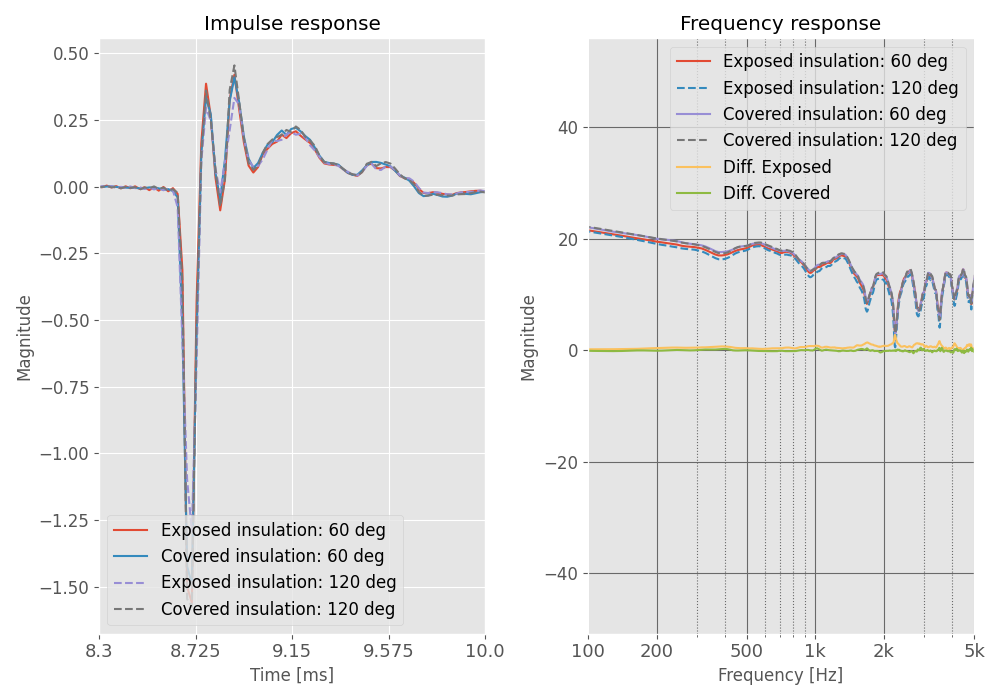 Impulse response
0.50
0.25
0.00
−0.25
−0.50
−0.75
−1.00
−1.25
−1.50
Magnitude
Exposed insulation: 60 deg
Covered insulation: 60 deg
Exposed insulation: 120 deg
Covered insulation: 120 deg
8.3 8.725 9.15 9.575 10.0
Time [ms]
Frequency response
Exposed insulation: 60 deg
Exposed insulation: 120 deg
Covered insulation: 60 deg
Covered insulation: 120 deg
Diff. Exposed
Diff. Covered
40
20
0
−20
−40
Magnitude
100 200 500 1k 2k 5k
Frequency [Hz]